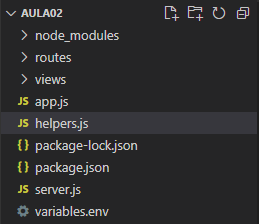 AULA02
node_modules
routes
views
JS app.js
JS helpers.js
{} package-lock.json
{} package.json
JS server.js
variables.env